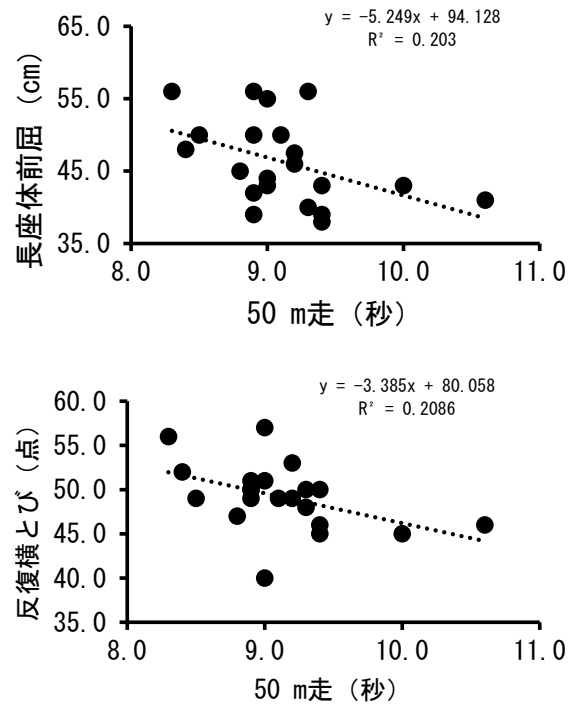 y = −5.249x + 94.128
R² = 0.203
65.0
55.0
45.0
35.0
長座体前屈 (cm)
8.0 9.0 10.0 11.0
50 m走 (秒)
y = −3.385x + 80.058
R² = 0.2086
60.0
55.0
50.0
45.0
40.0
35.0
反復横とび (点)
8.0 9.0 10.0 11.0
50 m走 (秒)